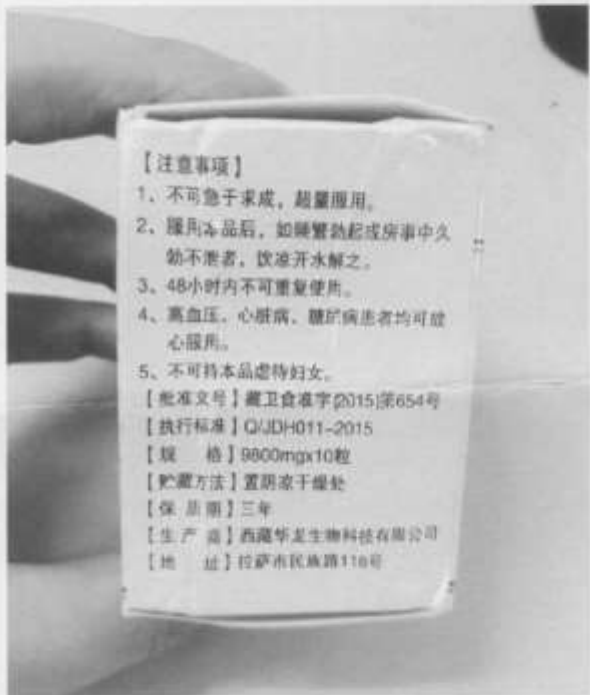 【注意事项】
1、不可急于求成，超量服用。
2、服用本品后，如睡觉勃起或房事中久
勃不泄者，饮凉开水解之。
3、48小时内不可重复使用。
4、高血压、心脏病、糖尿病患者均可放
心服用。
5、不可持本品虐待妇女。
【批准文号】藏卫食准字[2015]第654号
【执行标准】Q/JDH011-2015
【规 格】9800mgx10粒
【贮藏方法】置阴凉干燥处
【保质期】三年
【生产商】西藏华龙生物科技有限公司
【地 址】拉萨市民族路118号